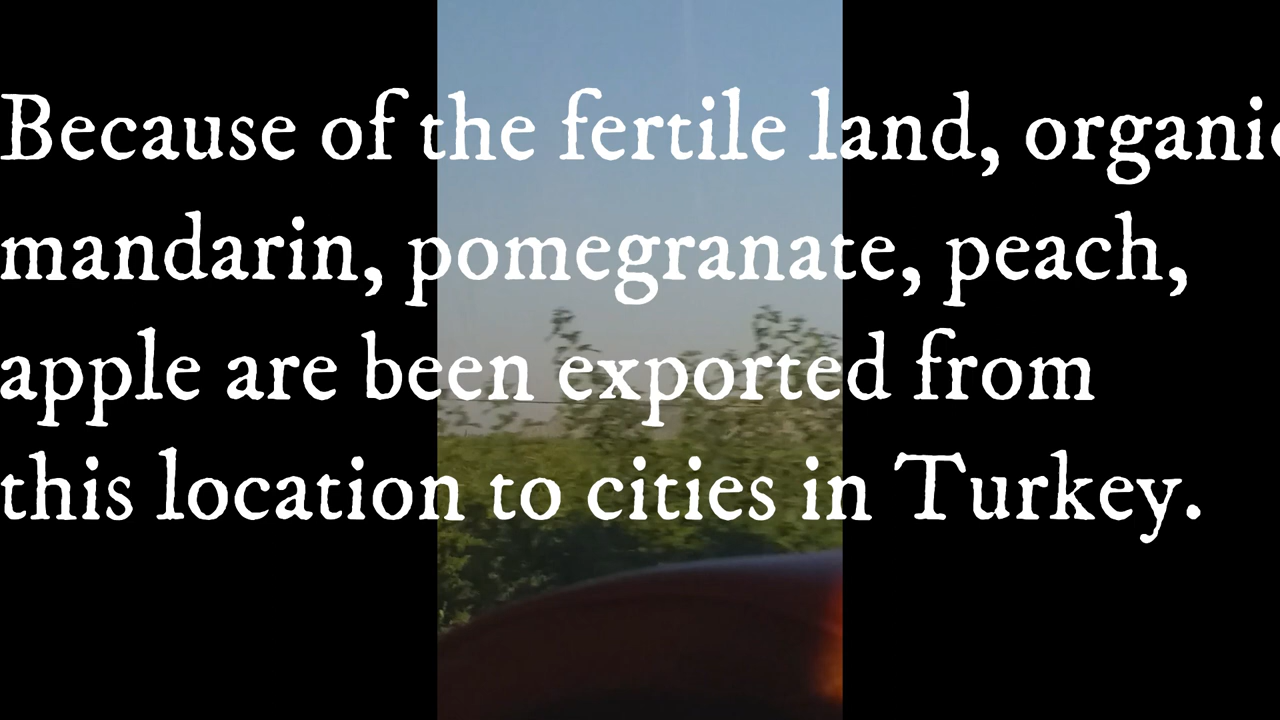 Because of the fertile land, organic
mandarin, pomegranate, peach,
apple are been exported from
this location to cities in Turkey.